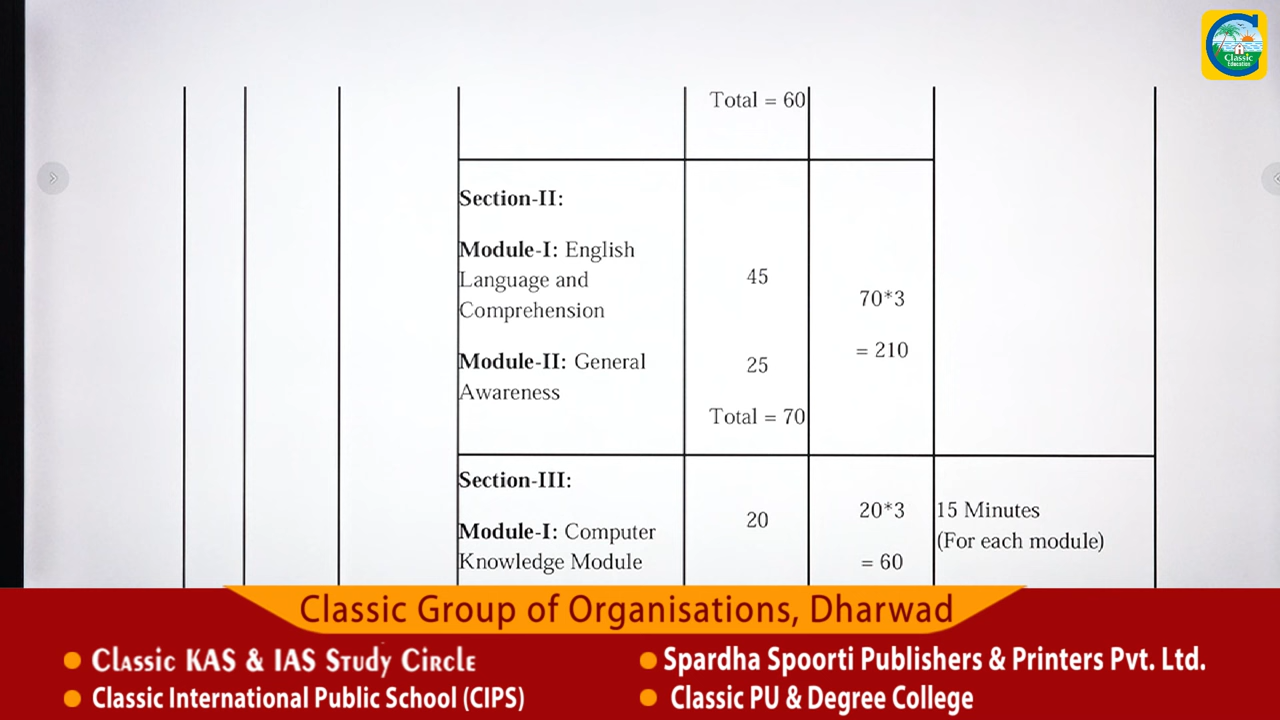 Classic
Education
Total = 60
Section-II:
Module-I: English
Language and
Comprehension
45
Module-II: General
Awareness
25
Total = 70
70*3
= 210
Section-III:
Module-I: Computer
Knowledge Module
20
20*3
= 60
15 Minutes
(For each module)
Classic Group of Organisations, Dharwad
Classic KAS & IAS Study Circle
Spardha Spoorti Publishers & Printers Pvt. Ltd.
Classic International Public School (CIPS)
Classic PU & Degree College